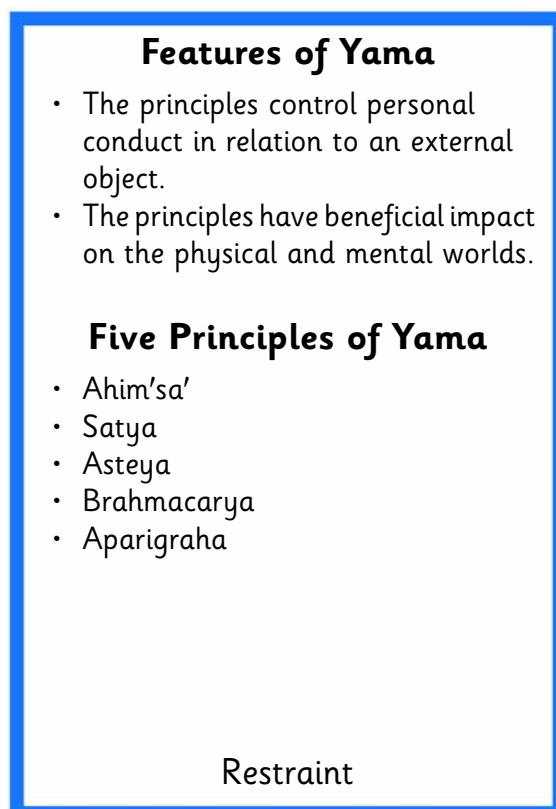 Features of Yama
• The principles control personal
conduct in relation to an external
object.
• The principles have beneficial impact
on the physical and mental worlds.
Five Principles of Yama
• Ahim'sa'
• Satya
• Asteya
• Brahmacarya
• Aparigraha
Restraint